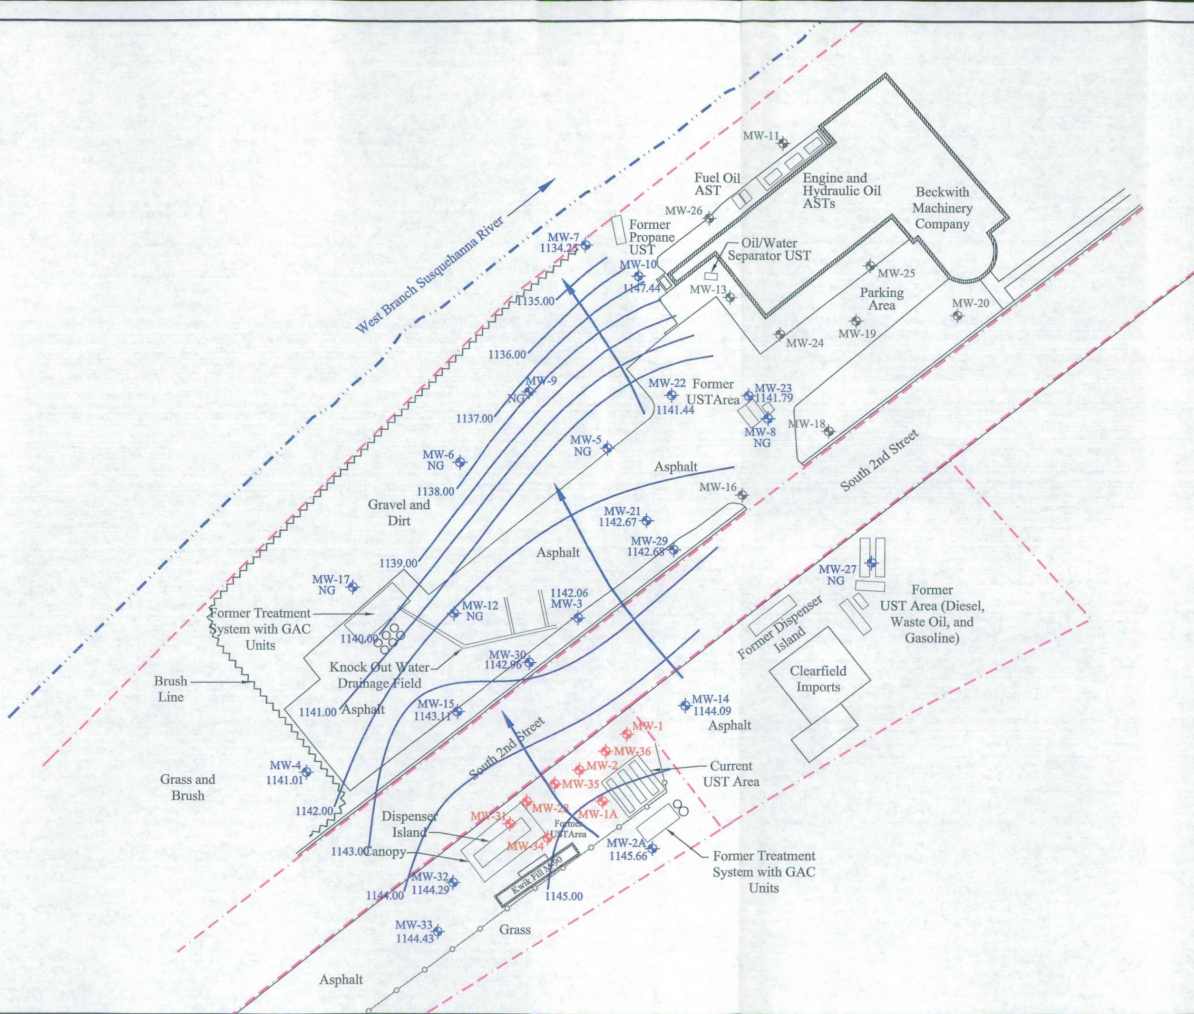 MW-11
Fuel Oil
AST
Engine and
Hydraulic Oil
ASTs
Beckwith
Machinery
Company
MW-26
West Branch Susquehanna River
MW-7
1134.25
Former
Propane
UST
Oil/Water
Separator UST
MW-10
1147.44
MW-13
MW-25
Parking
Area
MW-20
1135.00
MW-19
MW-24
1136.00
MW-9
NG
MW-22
1141.44
Former
USTArea
MW-23
1141.79
MW-8
NG
MW-18
1137.00
MW-5
NG
MW-6
NG
Asphalt
South 2nd Street
1138.00
MW-16
Gravel and
Dirt
MW-21
1142.67
MW-29
1142.68
Asphalt
1139.00
MW-27
NG
MW-17
NG
Former
UST Area (Diesel,
Waste Oil, and
Gasoline)
1142.06
MW-3
MW-12
NG
Former Treatment
System with GAC
Units
Former Dispenser
Island
1140.00
MW-30
1142.96
Knock Out Water
Drainage Field
Clearfield
Imports
Brush
Line
1141.00
Asphalt
MW-15
1143.11
MW-14
1144.09
Asphalt
South 2nd Street
MW-1
MW-36
MW-2
MW-35
Current
UST Area
MW-4
1141.01
Grass and
Brush
1142.00
MW-1A
MW-31
Dispenser
Island
Former
USTArea
MW-34
MW-2A
1145.66
1143.00
Canopy
Former Treatment
System with GAC
Units
MW-32
1144.29
1144.00
1145.00
MW-33
1144.43
Grass
Asphalt